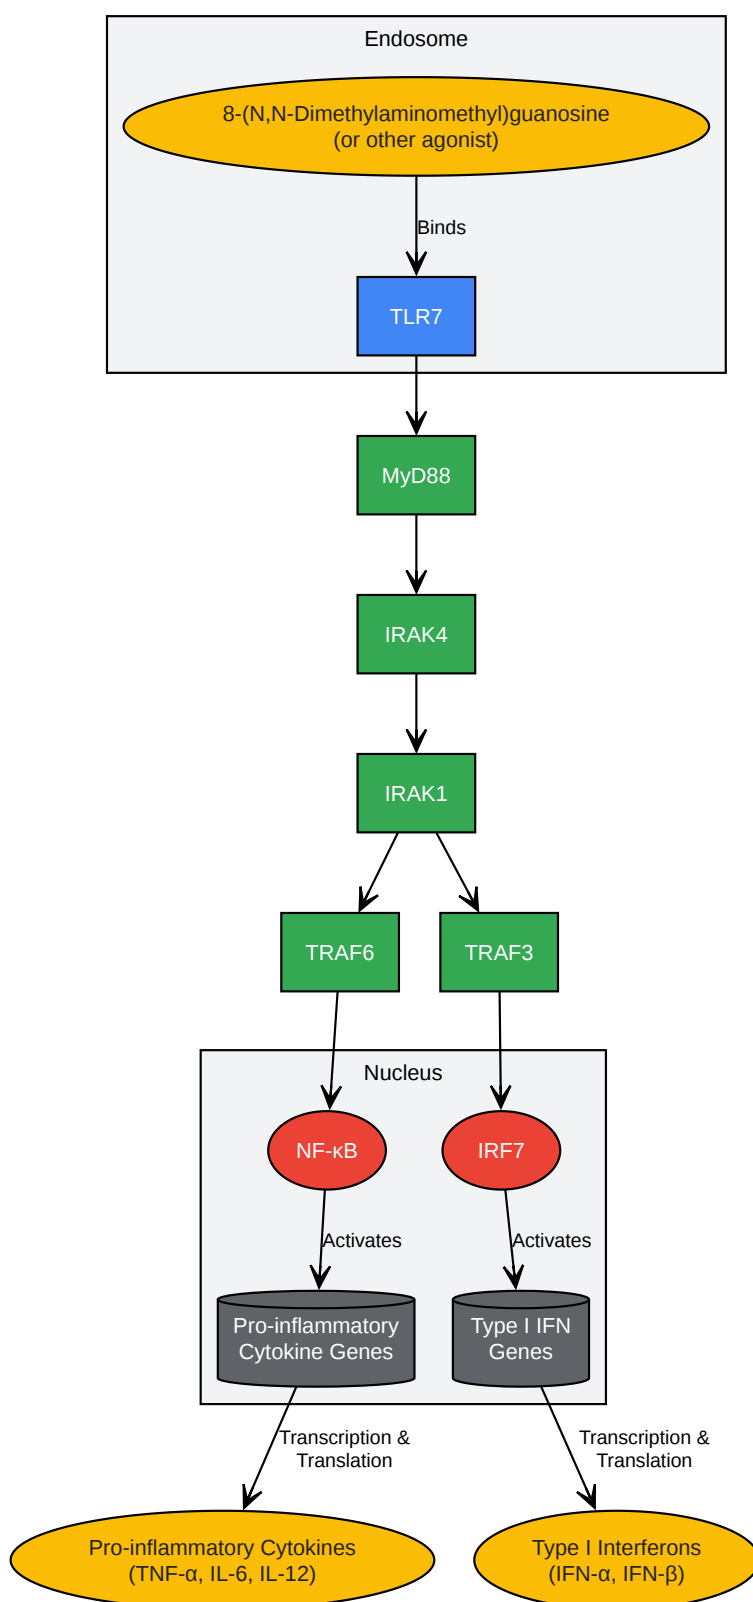 Endosome
8-(N,N-Dimethylaminomethyl)guanosine
(or other agonist)
Binds
TLR7
MyD88
IRAK4
IRAK1
TRAF6
TRAF3
Nucleus
NF-κB
IRF7
Activates
Activates
Pro-inflammatory
Cytokine Genes
Type I IFN
Genes
Transcription &
Translation
Transcription &
Translation
Pro-inflammatory Cytokines
(TNF-α, IL-6, IL-12)
Type I Interferons
(IFN-α, IFN-β)